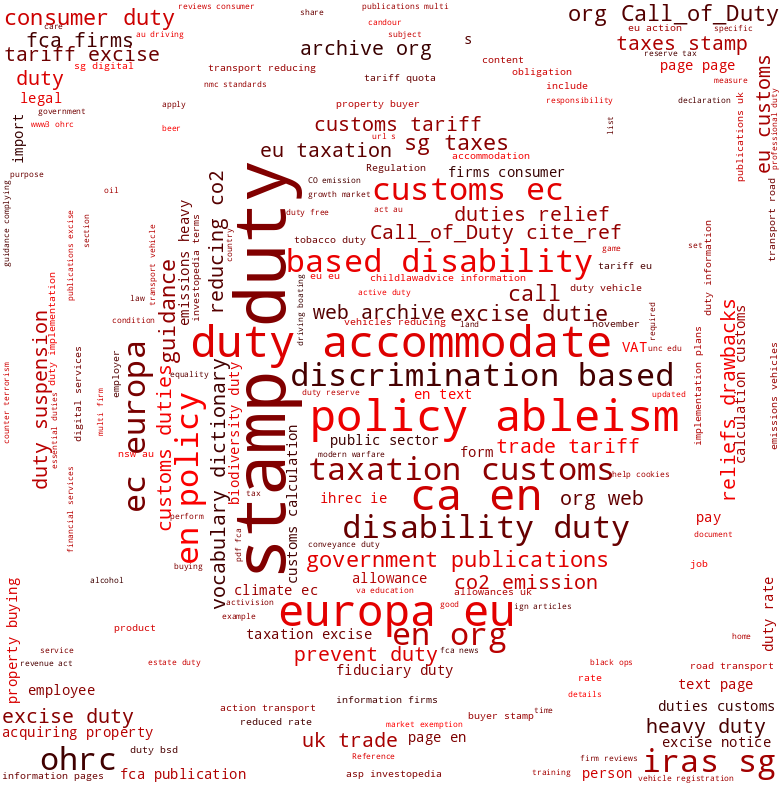 reviews consumer
publications multi
share
consumer duty
candour
org Call_of_Duty
care
au driving
subject
eu action
specific
fca firms
s
taxes stamp
tariff excise
archive org
reserve tax
sg digital
transport reducing
content
page page
duty
tariff quota
obligation
measure
nmc standards
include
legal
property buyer
responsibility
declaration
eu customs
professional duty
publications uk
government
apply
www3 ohrc
beer
customs tariff
list
import
url s
eu taxation
sg taxes
accommodation
purpose
Regulation
firms consumer
CO emission
customs ec
oil
growth market
guidance complying
reducing co2
stamp duty
duty free
act au
duties relief
transport road
publications excise
section
emissions heavy
investopedia terms
country
tobacco duty
Call_of_Duty cite_ref
set
duty information
game
based disability
tariff eu
transport vehicle
eu eu
childlawadvice information
duty vehicle
active duty
call
law
driving boating
web archive
excise dutie
november
required
condition
vehicles reducing
land
duty accommodate
VAT
unc edu
guidance
duty suspension
essential duties
duty implementation
digital services
employer
equality
discrimination based
reliefs drawbacks
calculation customs
implementation plans
emissions vehicles
ec europa
customs duties
en policy
vocabulary dictionary
biodiversity duty
duty reserve
en text
updated
counter terrorism
multi firm
policy ableism
nsw au
public sector
form
trade tariff
modern warfare
customs calculation
taxation customs
help cookies
tax
financial services
perform
ihrec ie
ca en
org web
pay
disability duty
document
pdf fca
conveyance duty
buying
government publications
job
alcohol
allowance
co2 emission
climate ec
va education
allowances uk
duty rate
property buying
activision
europa eu
good
ign articles
example
product
taxation excise
en org
home
service
prevent duty
fca news
revenue act
estate duty
black ops
road transport
fiduciary duty
rate
employee
text page
details
information firms
action transport
duties customs
excise duty
reduced rate
buyer stamp
time
market exemption
heavy duty
acquiring property
uk trade
page en
excise notice
duty bsd
Reference
ohrc
firm reviews
iras sg
information pages
fca publication
asp investopedia
training
person
vehicle registration